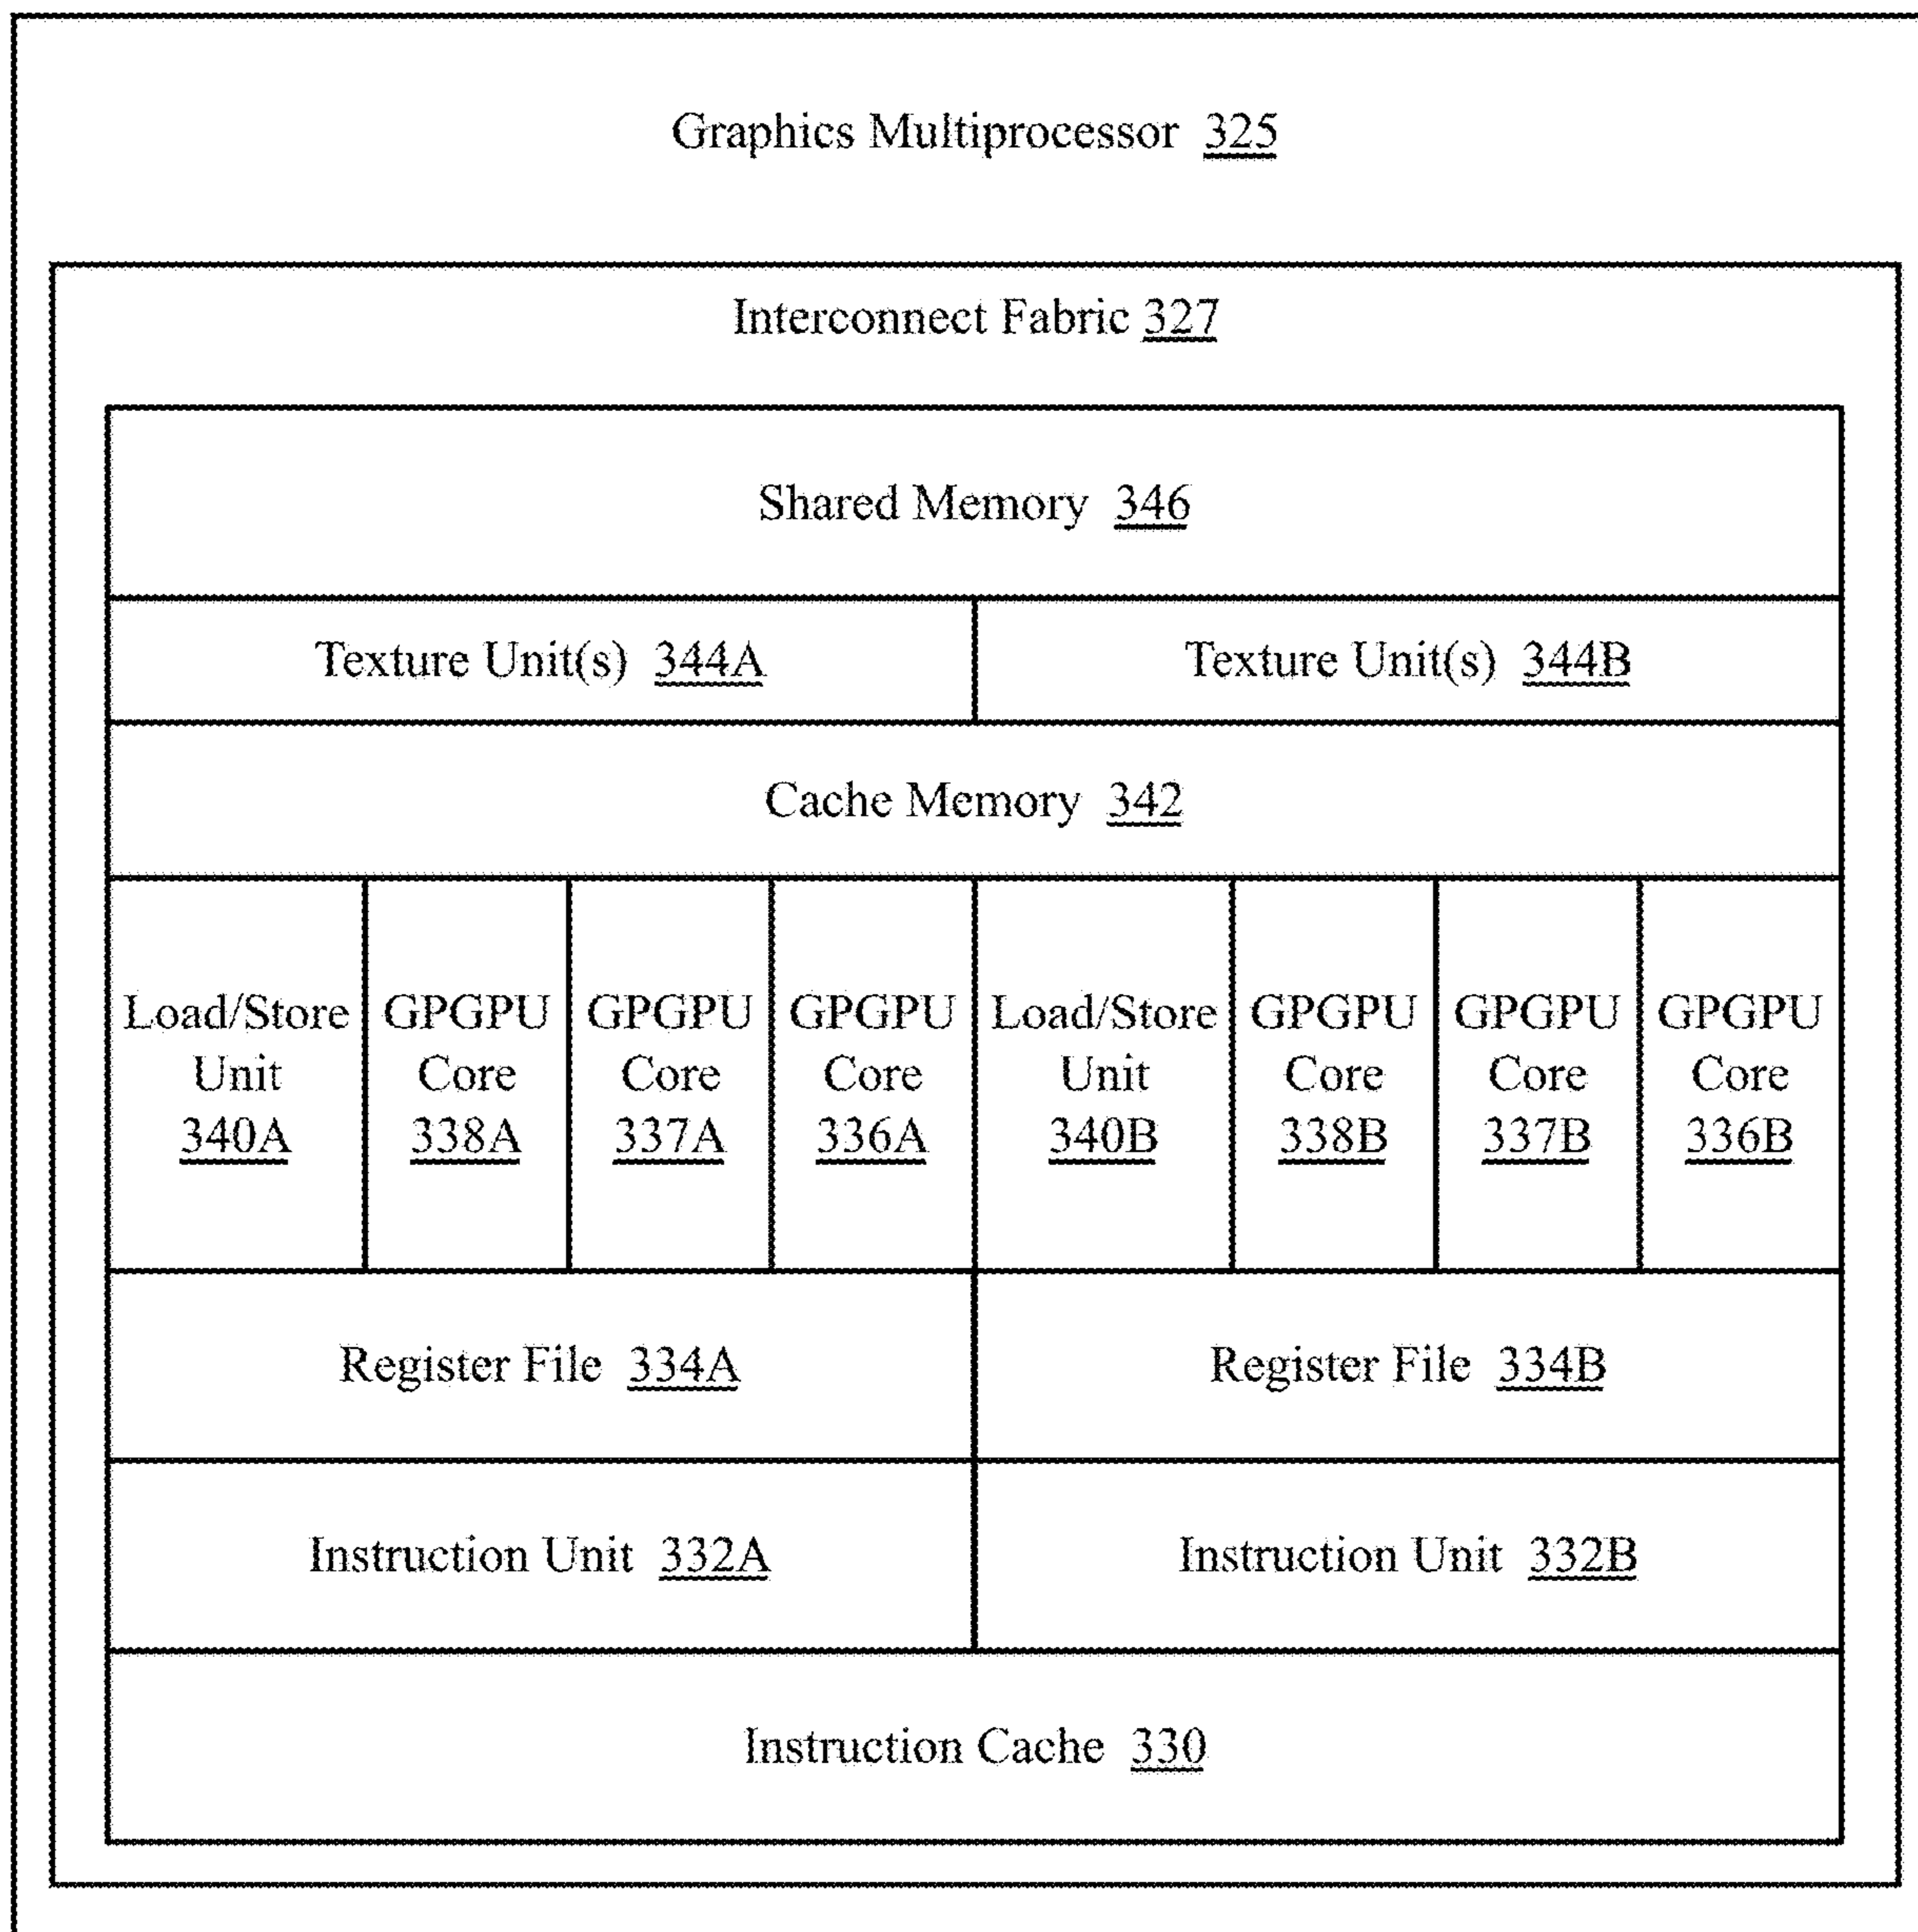 Graphics Multiprocessor 325
Interconnect Fabric 327
Shared Memory 346
Texture Unit(s) 344A
Texture Unit(s) 344B
Cache Memory 342
Load/Store
Unit
340A
GPGPU
Core
338A
GPGPU
Core
337A
GPGPU
Core
336A
Load/Store
Unit
340B
GPGPU
Core
338B
GPGPU
Core
337B
GPGPU
Core
336B
Register File 334A
Register File 334B
Instruction Unit 332A
Instruction Unit 332B
Instruction Cache 330